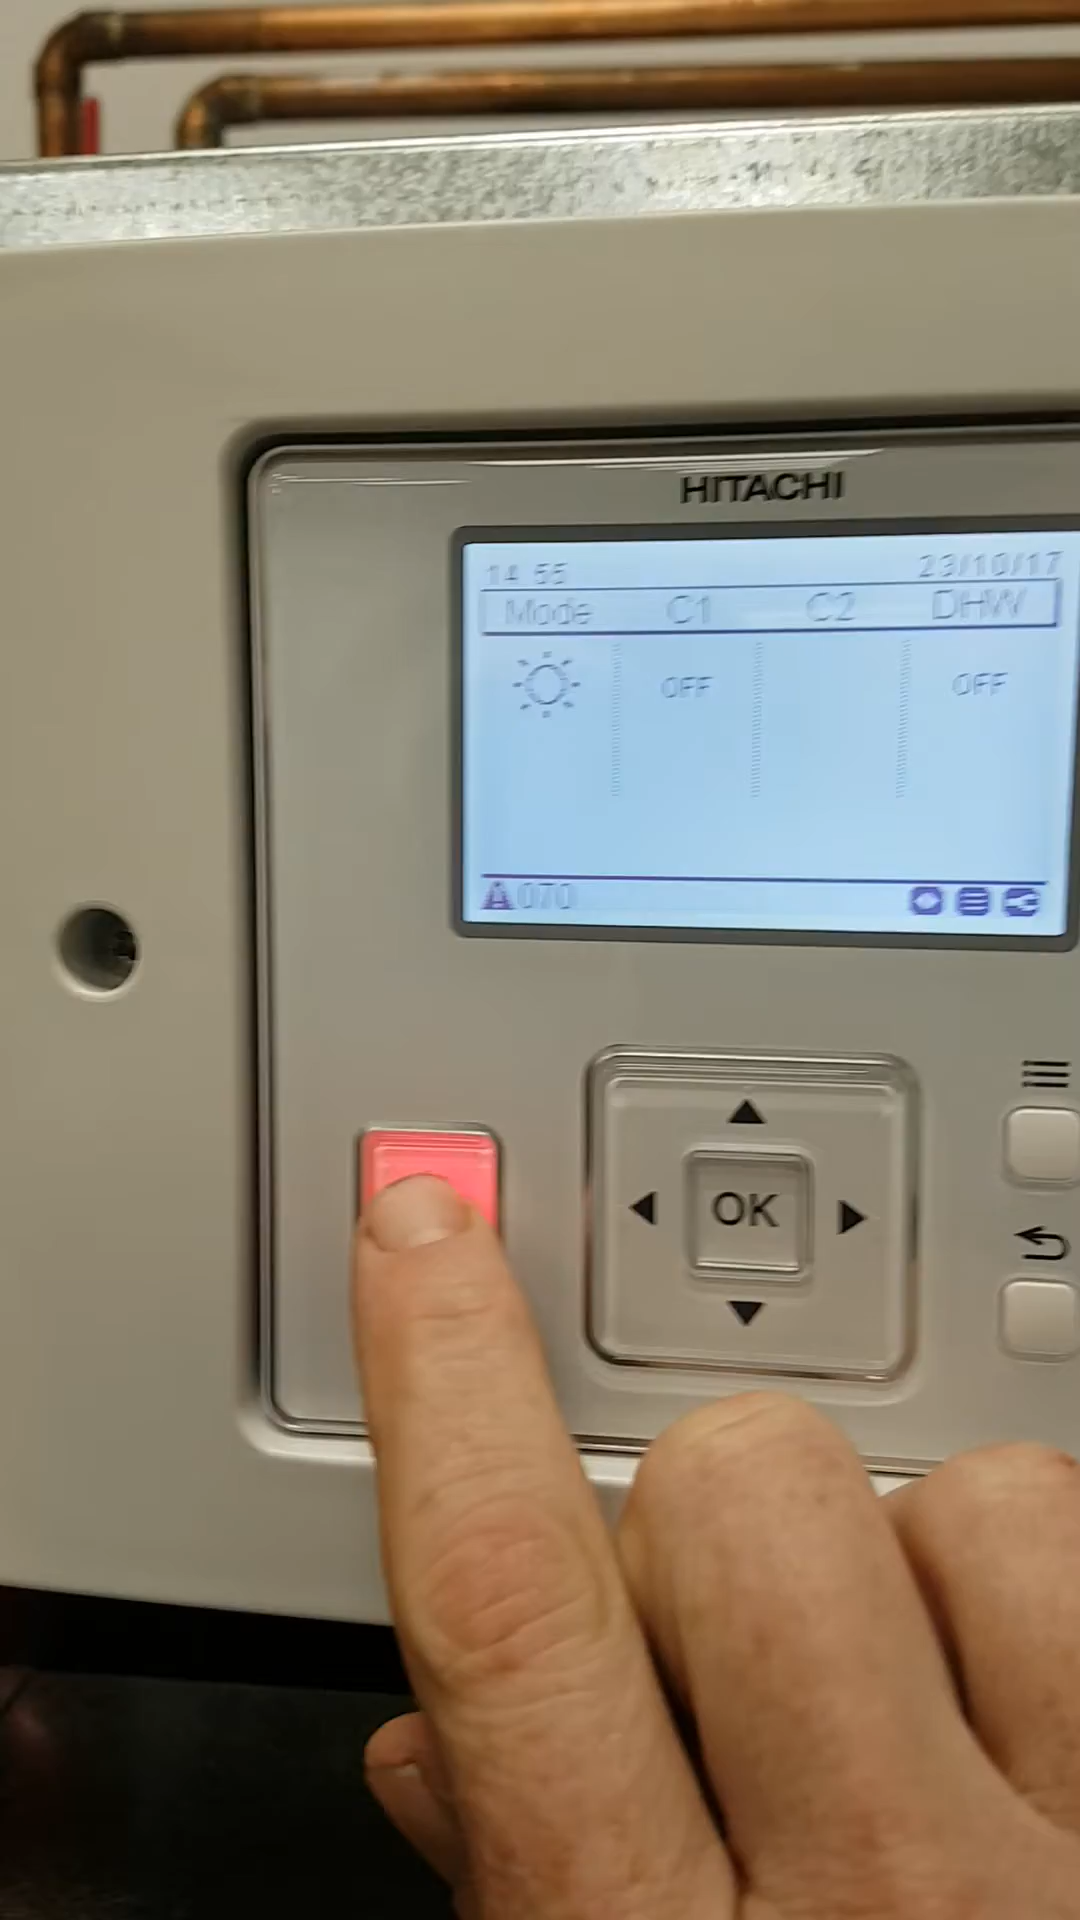 HITACHI
14:55 23/10/17
Mode C1 C2 DHW
OFF OFF
070
OK